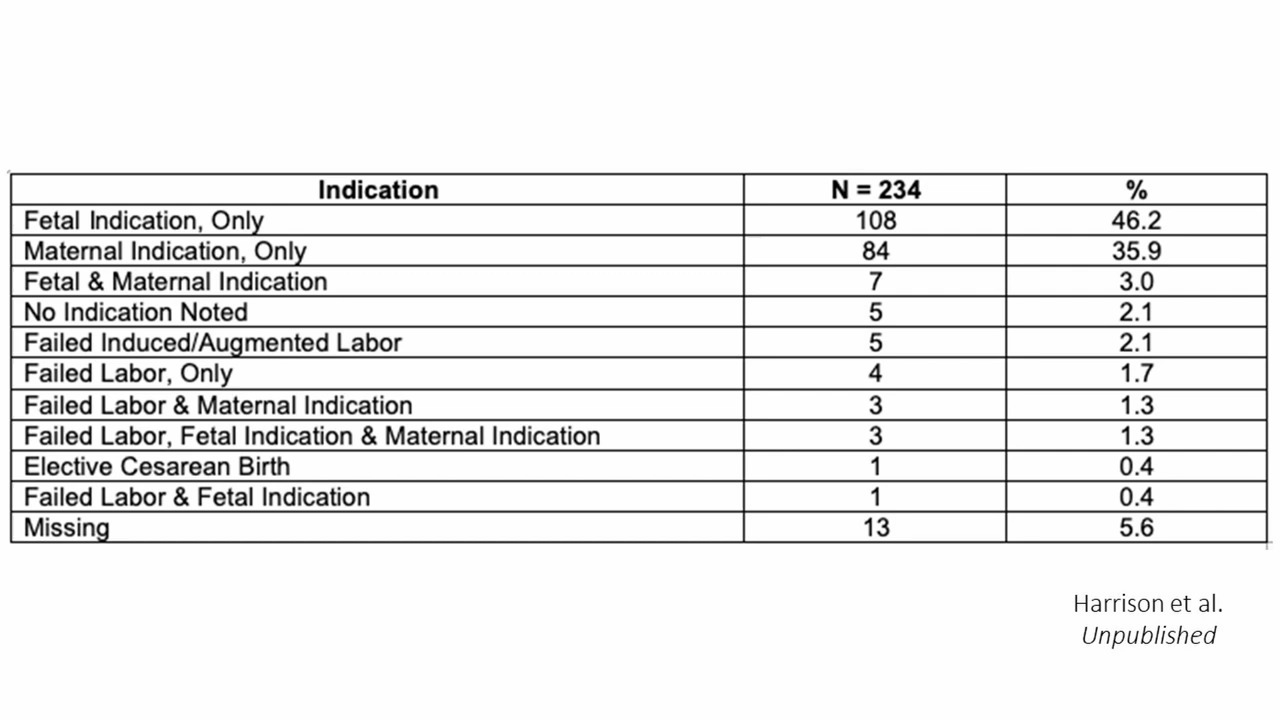 Indication N = 234 %
Fetal Indication, Only 108 46.2
Maternal Indication, Only 84 35.9
Fetal & Maternal Indication 7 3.0
No Indication Noted 5 2.1
Failed Induced/Augmented Labor 5 2.1
Failed Labor, Only 4 1.7
Failed Labor & Maternal Indication 3 1.3
Failed Labor, Fetal Indication & Maternal Indication 3 1.3
Elective Cesarean Birth 1 0.4
Failed Labor & Fetal Indication 1 0.4
Missing 13 5.6
Harrison et al.
Unpublished